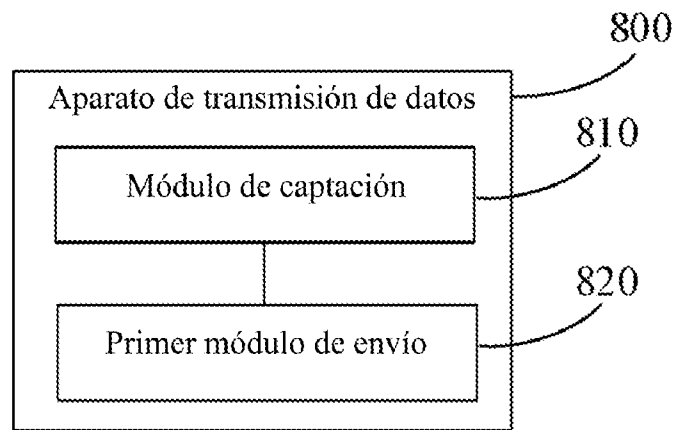 800
Aparato de transmisión de datos
810
Módulo de captación
820
Primer módulo de envío